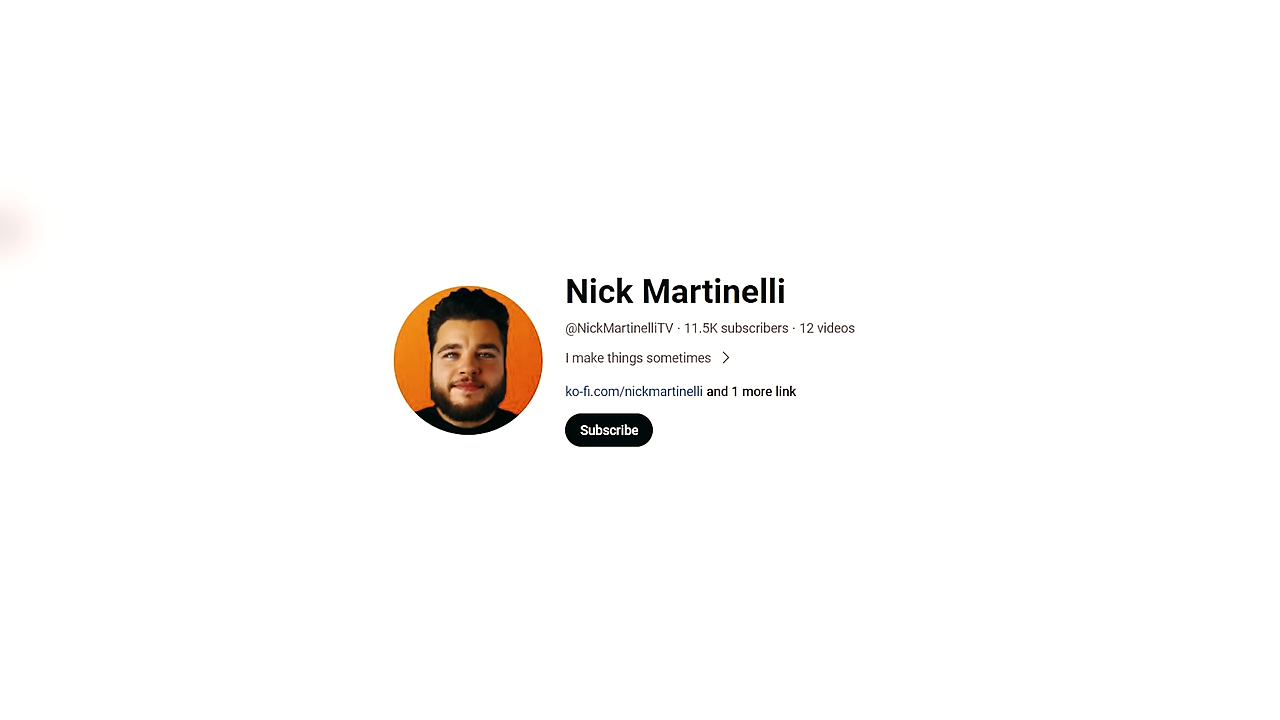 Nick Martinelli
@NickMartinelliTV · 11.5K subscribers · 12 videos
I make things sometimes
ko-fi.com/nickmartinelli and 1 more link
Subscribe